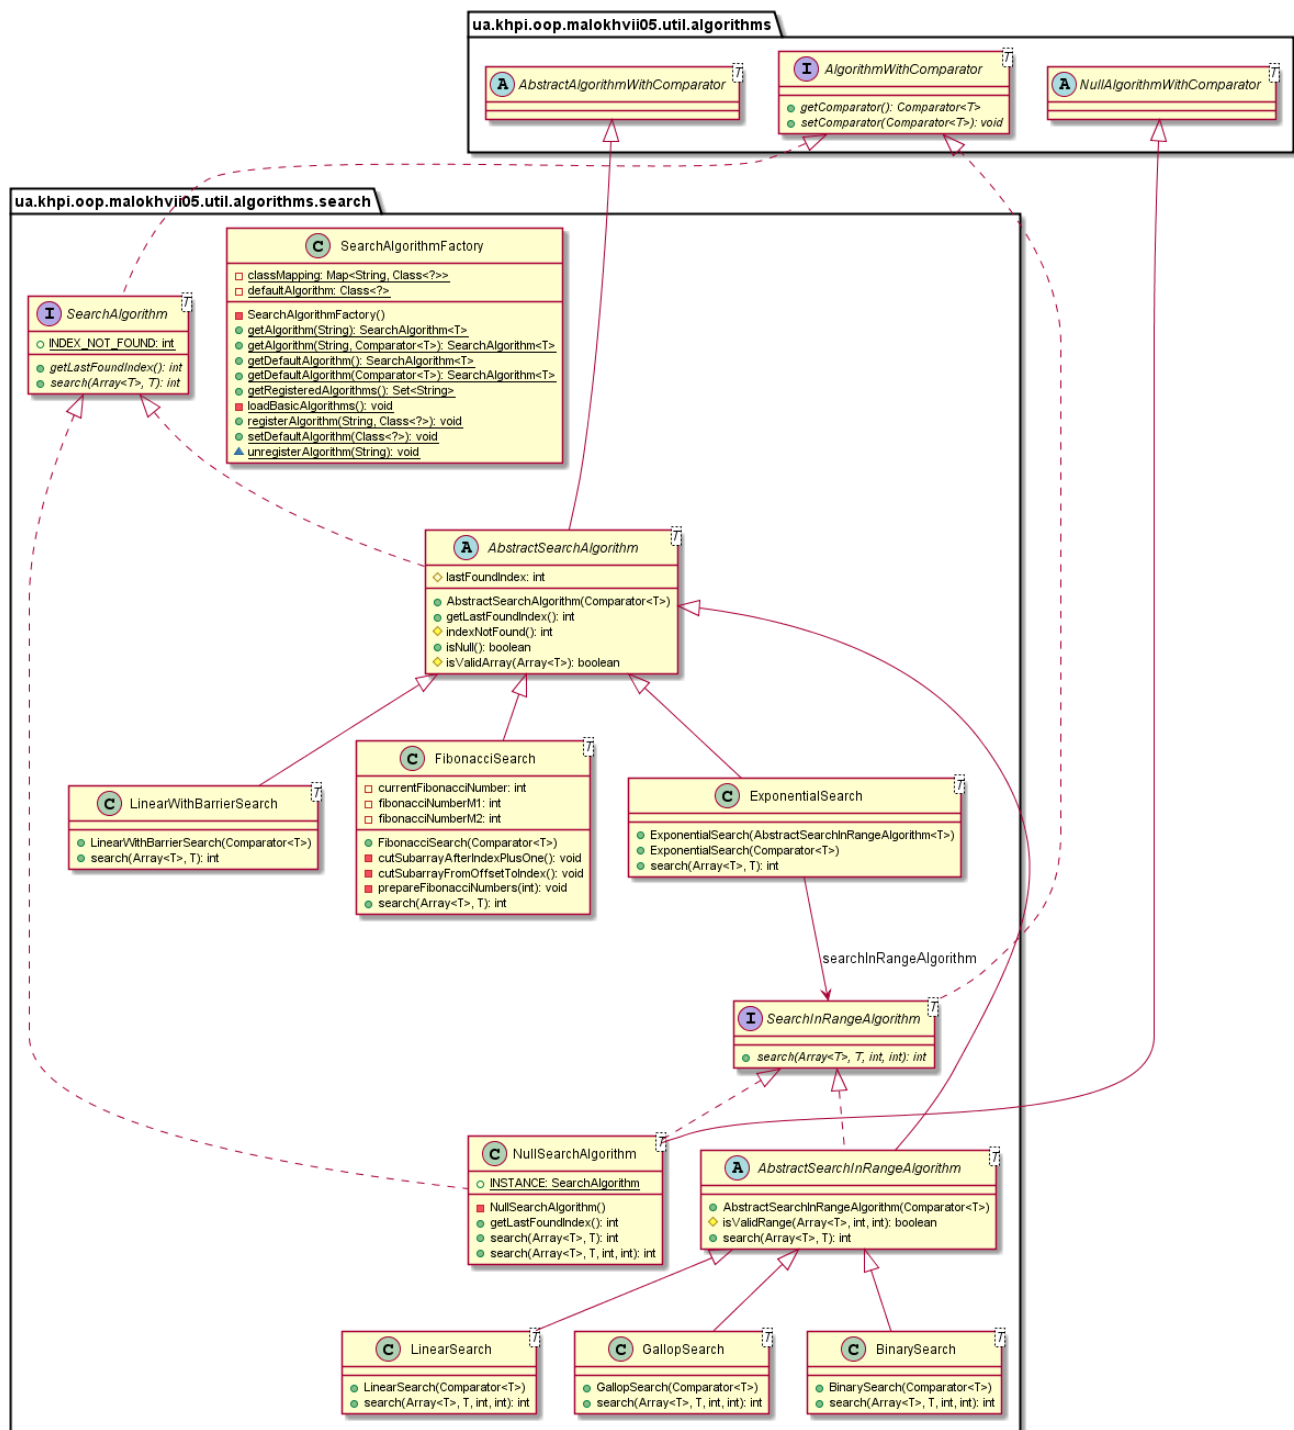 ua.khpi.oop.malokhvii05.util.algorithms
A AbstractAlgorithmWithComparator T
I AlgorithmWithComparator T
getComparator(): Comparator<T>
setComparator(Comparator<T>): void
A NullAlgorithmWithComparator T
ua.khpi.oop.malokhvii05.util.algorithms.search
C SearchAlgorithmFactory
classMapping: Map<String, Class<?>>
defaultAlgorithm: Class<?>
SearchAlgorithmFactory()
getAlgorithm(String): SearchAlgorithm<T>
getAlgorithm(String, Comparator<T>): SearchAlgorithm<T>
getDefaultAlgorithm(): SearchAlgorithm<T>
getDefaultAlgorithm(Comparator<T>): SearchAlgorithm<T>
getRegisteredAlgorithms(): Set<String>
loadBasicAlgorithms(): void
registerAlgorithm(String, Class<?>): void
setDefaultAlgorithm(Class<?>): void
unregisterAlgorithm(String): void
I SearchAlgorithm T
INDEX_NOT_FOUND: int
getLastFoundIndex(): int
search(Array<T>, T): int
A AbstractSearchAlgorithm T
lastFoundIndex: int
AbstractSearchAlgorithm(Comparator<T>)
getLastFoundIndex(): int
indexNotFound(): int
isNull(): boolean
isValidArray(Array<T>): boolean
C LinearWithBarrierSearch T
LinearWithBarrierSearch(Comparator<T>)
search(Array<T>, T): int
C FibonacciSearch T
currentFibonacciNumber: int
fibonacciNumberM1: int
fibonacciNumberM2: int
FibonacciSearch(Comparator<T>)
cutSubarrayAfterIndexPlusOne(): void
cutSubarrayFromOffsetToIndex(): void
prepareFibonacciNumbers(int): void
search(Array<T>, T): int
C ExponentialSearch T
ExponentialSearch(AbstractSearchInRangeAlgorithm<T>)
ExponentialSearch(Comparator<T>)
search(Array<T>, T): int
searchInRangeAlgorithm
I SearchInRangeAlgorithm T
search(Array<T>, T, int, int): int
C NullSearchAlgorithm T
INSTANCE: SearchAlgorithm
NullSearchAlgorithm()
getLastFoundIndex(): int
search(Array<T>, T): int
search(Array<T>, T, int, int): int
A AbstractSearchInRangeAlgorithm T
AbstractSearchInRangeAlgorithm(Comparator<T>)
isValidRange(Array<T>, int, int): boolean
search(Array<T>, T): int
C LinearSearch T
LinearSearch(Comparator<T>)
search(Array<T>, T, int, int): int
C GallopSearch T
GallopSearch(Comparator<T>)
search(Array<T>, T, int, int): int
C BinarySearch T
BinarySearch(Comparator<T>)
search(Array<T>, T, int, int): int